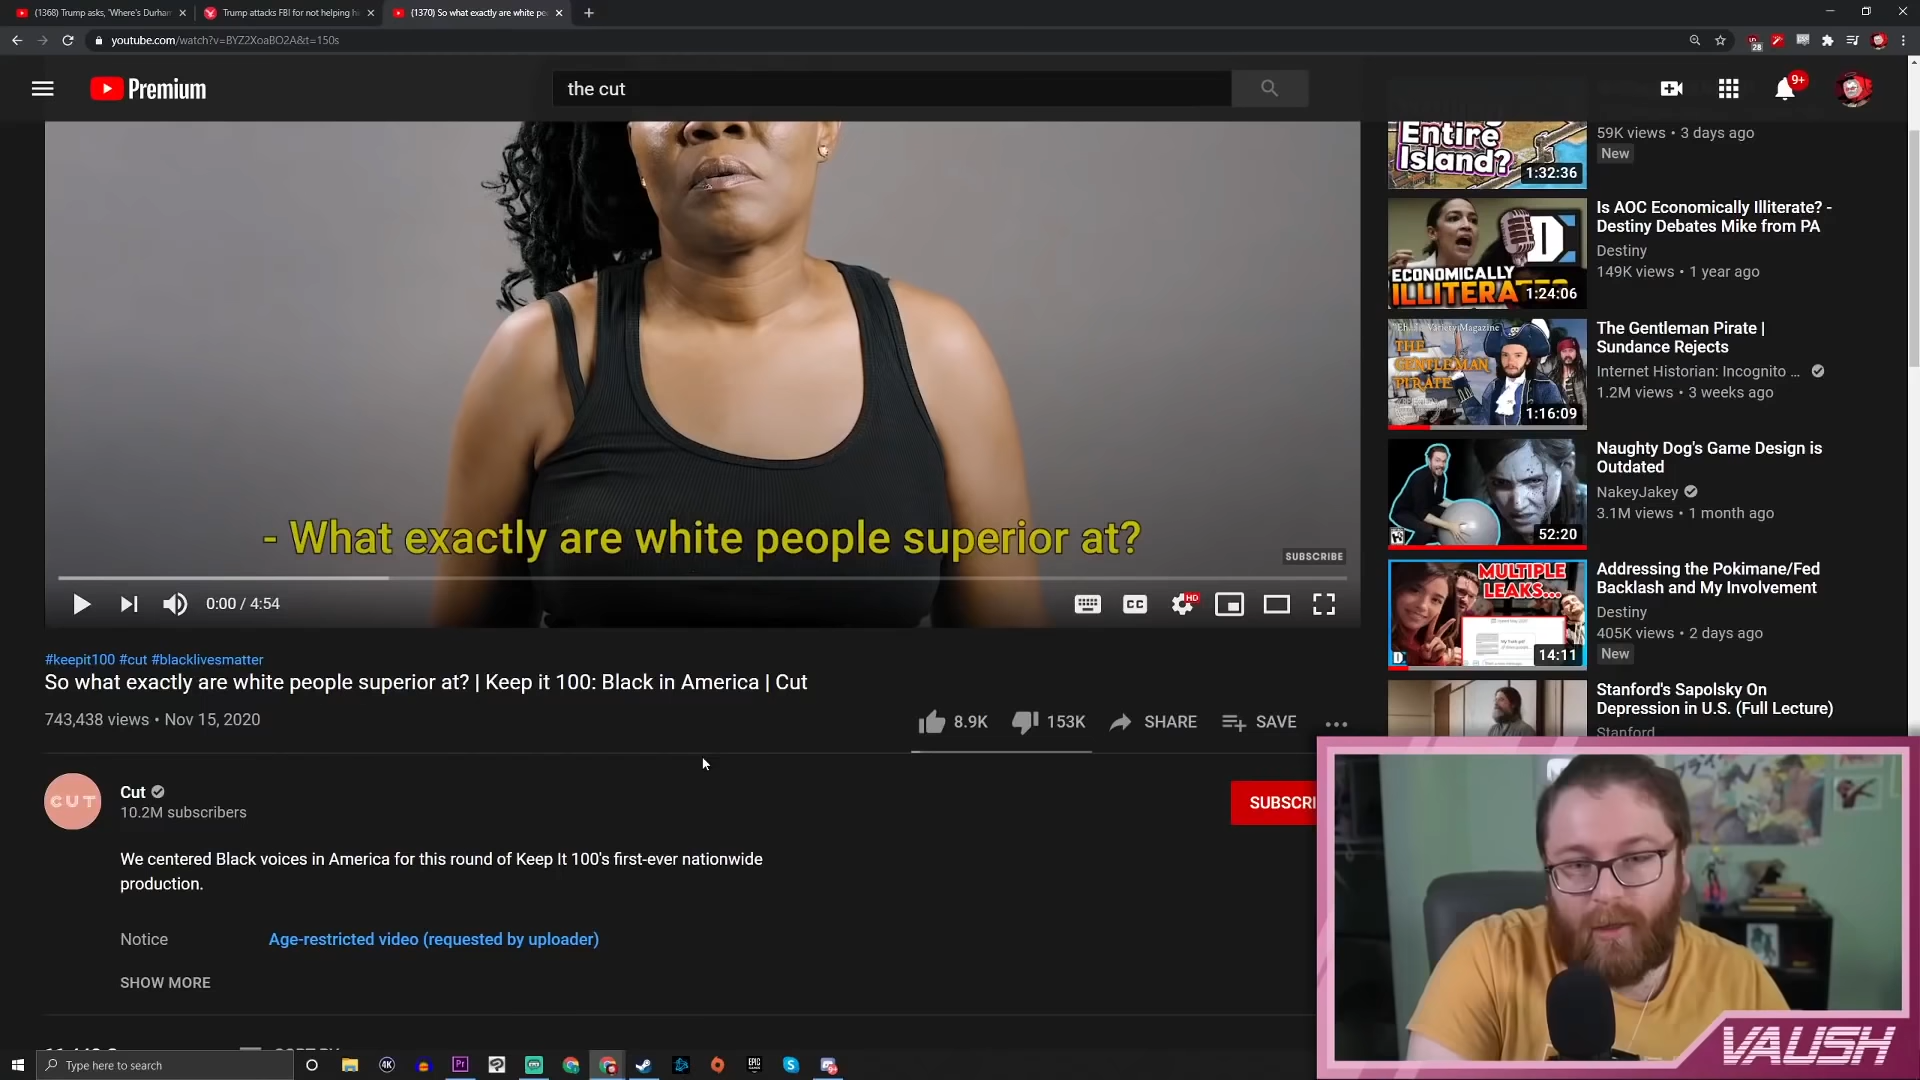 (1368) Trump asks, "Where's Durham
Trump attacks FBI for not helping hi
(1370) So what exactly are white pe
youtube.com/watch?v=BYZ2XoaBO2A&t=150s
28
Premium
the cut
9+
Entire
Island?
1:32:36
59K views • 3 days ago
New
ECONOMICALLY
1:24:06
Is AOC Economically Illiterate? -
Destiny Debates Mike from PA
Destiny
149K views • 1 year ago
THE
GENTLEMAN
PIRATE
1:16:09
The Gentleman Pirate |
Sundance Rejects
Internet Historian: Incognito ...
1.2M views • 3 weeks ago
52:20
Naughty Dog's Game Design is
Outdated
NakeyJakey
3.1M views • 1 month ago
MULTIPLE
LEAKS...
14:11
Addressing the Pokimane/Fed
Backlash and My Involvement
Destiny
405K views • 2 days ago
New
Stanford's Sapolsky On
Depression in U.S. (Full Lecture)
Stanford
- What exactly are white people superior at?
SUBSCRIBE
0:00 / 4:54
CC
HD
#keepit100 #cut #blacklivesmatter
So what exactly are white people superior at? | Keep it 100: Black in America | Cut
743,438 views • Nov 15, 2020
8.9K
153K
SHARE
SAVE
CUT
Cut
10.2M subscribers
SUBSCRI
We centered Black voices in America for this round of Keep It 100's first-ever nationwide
production.
Notice
Age-restricted video (requested by uploader)
SHOW MORE
Type here to search
4K
Pr
EPIC
VAUSH